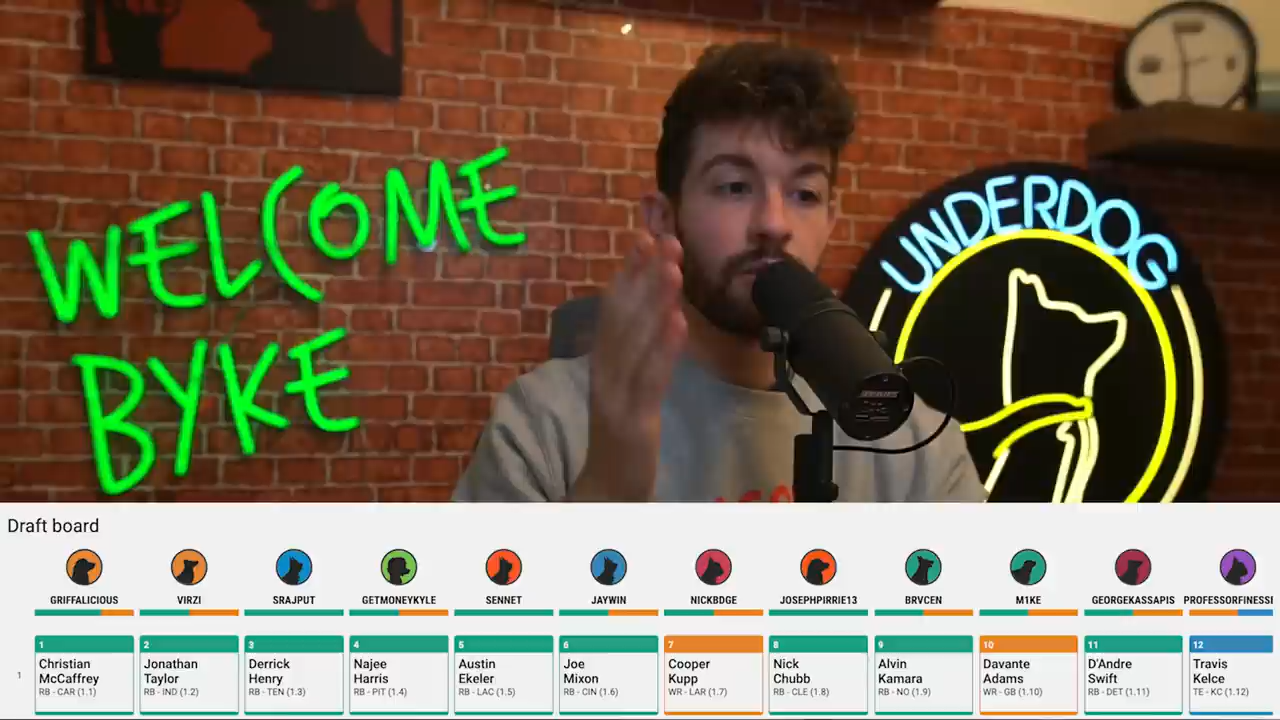 WELCOME
BYKE
UNDERDOG
Draft board
GRIFFALICIOUS VIRZI SRAJPUT GETMONEYKYLE SENNET JAYWIN NICKBDGE JOSEPHPIRRIE13 BRVCEN M1KE GEORGEKASSAPIS PROFESSORFINESSE
1 2 3 4 5 6 7 8 9 10 11 12
Christian Jonathan Derrick Najee Austin Joe Cooper Nick Alvin Davante D'Andre Travis
1 McCaffrey Taylor Henry Harris Ekeler Mixon Kupp Chubb Kamara Adams Swift Kelce
RB - CAR (1.1) RB - IND (1.2) RB - TEN (1.3) RB - PIT (1.4) RB - LAC (1.5) RB - CIN (1.6) WR - LAR (1.7) RB - CLE (1.8) RB - NO (1.9) WR - GB (1.10) RB - DET (1.11) TE - KC (1.12)